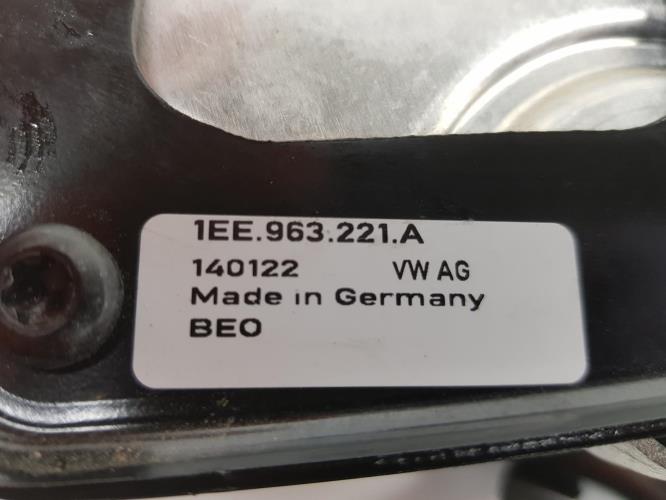 1EE.963.221.A
140122 VW AG
Made in Germany
BEO